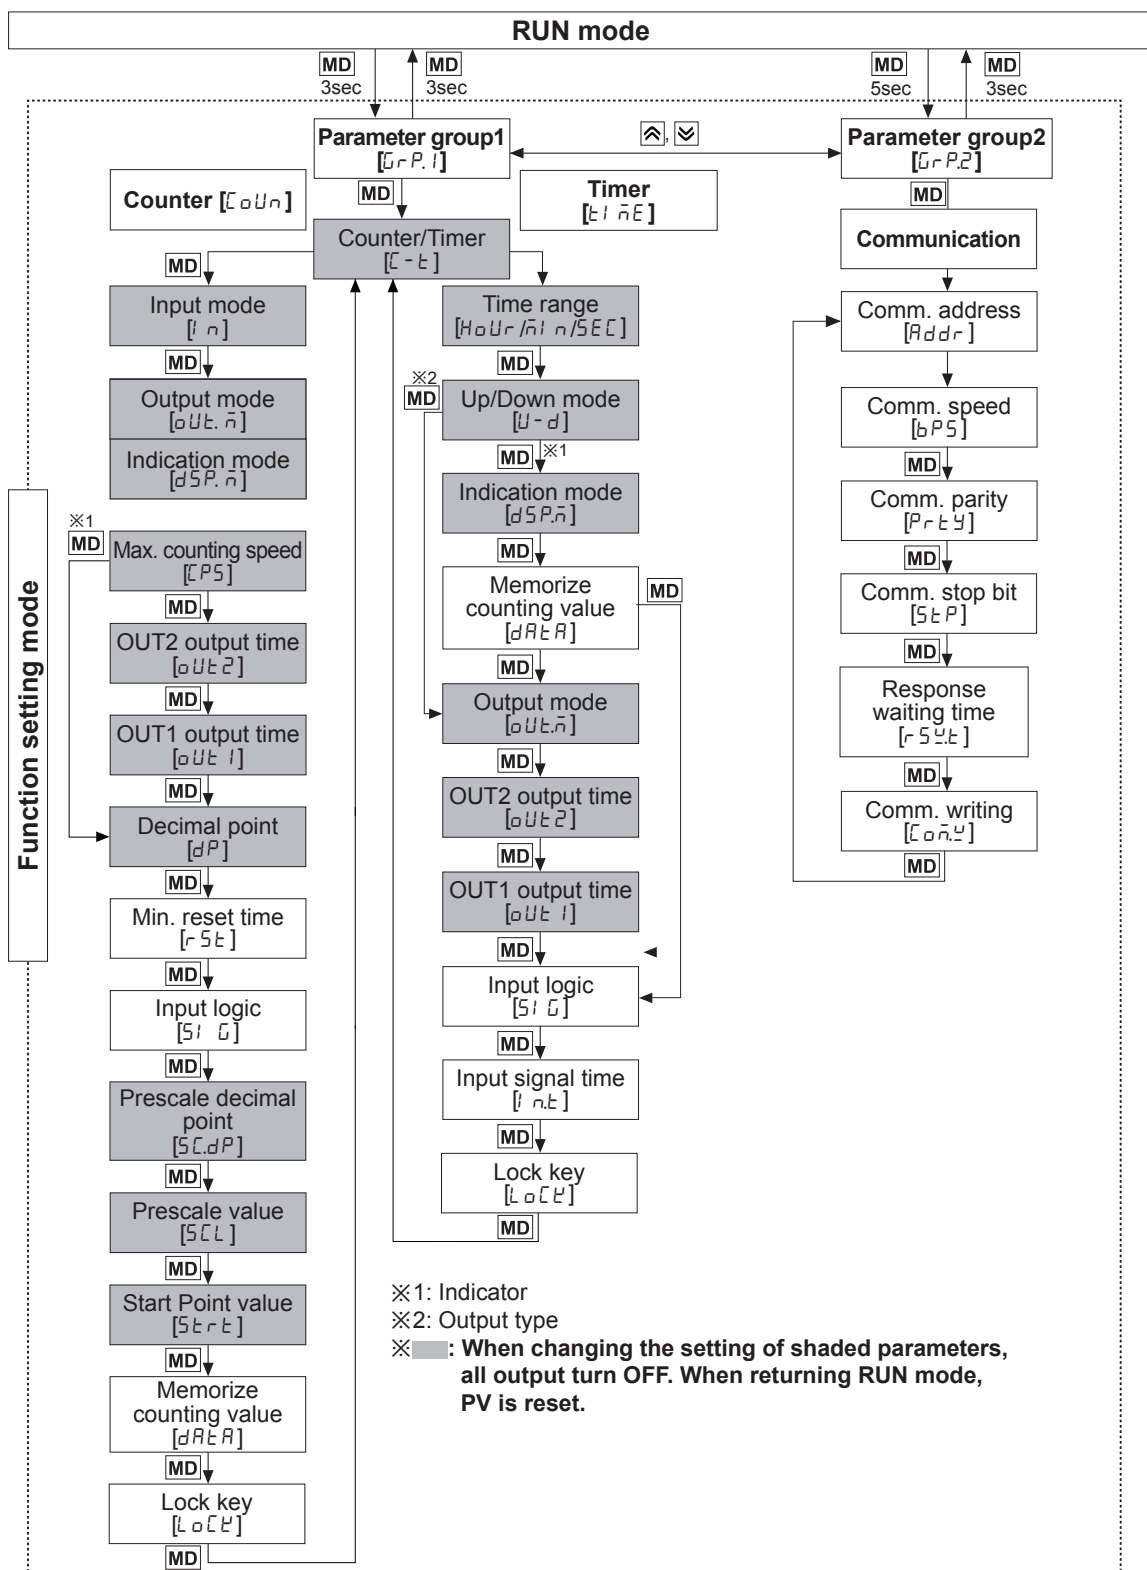 RUN mode
MD
3sec
MD
3sec
MD
5sec
MD
3sec
Parameter group1
[GrP.1]
Parameter group2
[GrP.2]
Counter [CoUn]
MD
Timer
[tImE]
MD
Counter/Timer
[C-t]
Communication
MD
Input mode
[In]
MD
Output mode
[oUt.m]
Indication mode
[dSP.m]
※1
MD
Max. counting speed
[CPS]
MD
OUT2 output time
[oUt2]
MD
OUT1 output time
[oUt1]
MD
Decimal point
[dP]
MD
Min. reset time
[rSt]
MD
Input logic
[SIG]
MD
Prescale decimal
point
[SC.dP]
MD
Prescale value
[SCL]
MD
Start Point value
[Strt]
MD
Memorize
counting value
[dAtA]
MD
Lock key
[LoCK]
MD
Time range
[HoUr/mIn/SEC]
MD
※2
MD
Up/Down mode
[U-d]
MD
※1
Indication mode
[dSP.m]
MD
Memorize
counting value
[dAtA]
MD
MD
Output mode
[oUt.m]
MD
OUT2 output time
[oUt2]
MD
OUT1 output time
[oUt1]
MD
Input logic
[SIG]
MD
Input signal time
[In.t]
MD
Lock key
[LoCK]
MD
Comm. address
[Addr]
Comm. speed
[bPS]
MD
Comm. parity
[PrtY]
MD
Comm. stop bit
[StP]
MD
Response
waiting time
[rSW.t]
MD
Comm. writing
[Com.W]
MD
Function setting mode
※1: Indicator
※2: Output type
※ : When changing the setting of shaded parameters,
all output turn OFF. When returning RUN mode,
PV is reset.